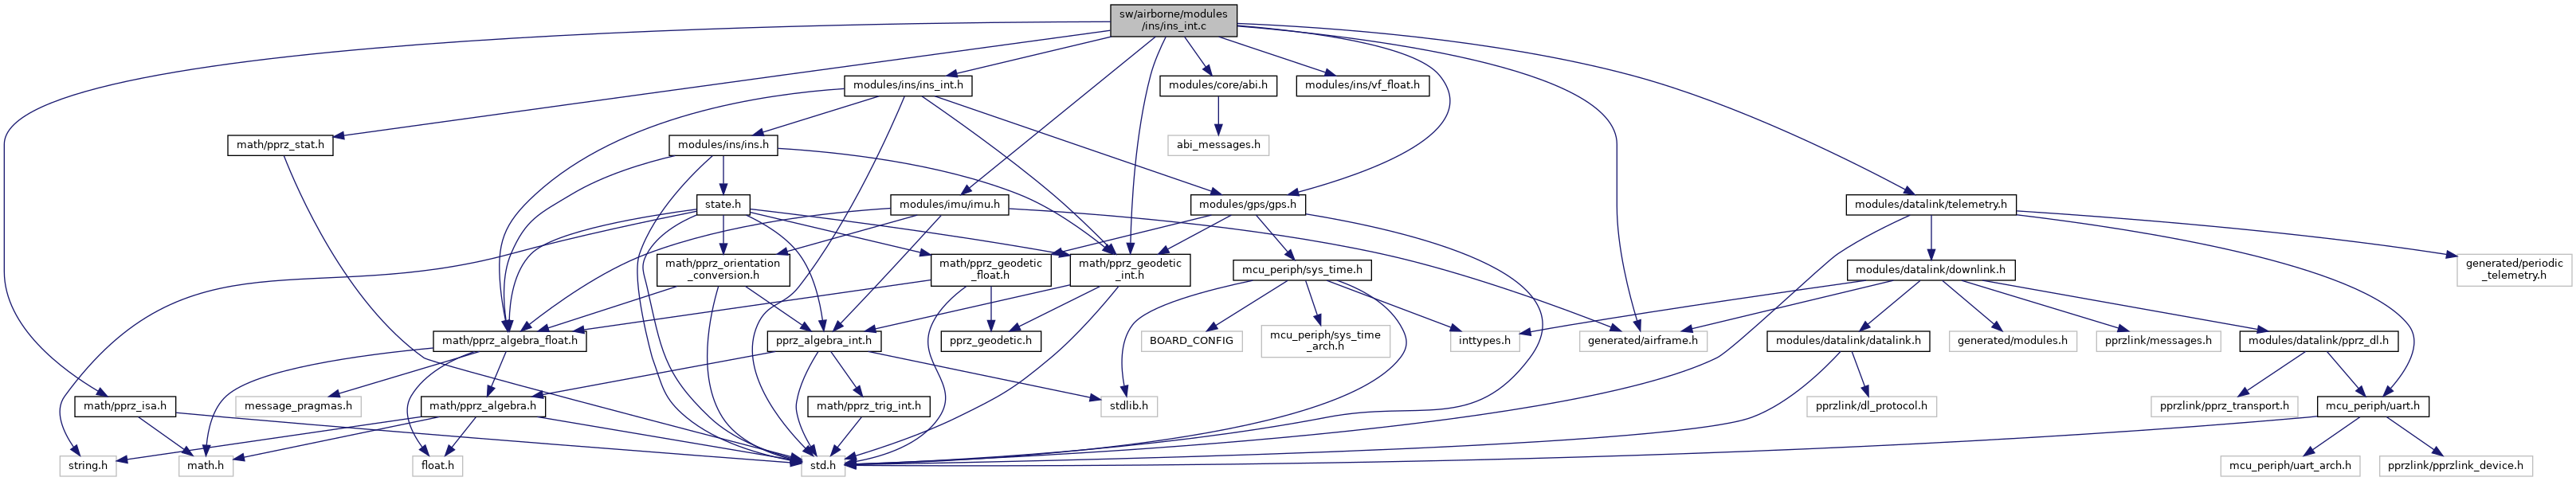 sw/airborne/modules
/ins/ins_int.c
modules/ins/ins_int.h
modules/core/abi.h
modules/ins/vf_float.h
math/pprz_stat.h
modules/ins/ins.h
abi_messages.h
state.h
modules/imu/imu.h
modules/gps/gps.h
modules/datalink/telemetry.h
math/pprz_orientation
_conversion.h
math/pprz_geodetic
_float.h
math/pprz_geodetic
_int.h
mcu_periph/sys_time.h
modules/datalink/downlink.h
generated/periodic
_telemetry.h
math/pprz_algebra_float.h
pprz_algebra_int.h
pprz_geodetic.h
BOARD_CONFIG
mcu_periph/sys_time
_arch.h
inttypes.h
generated/airframe.h
modules/datalink/datalink.h
generated/modules.h
pprzlink/messages.h
modules/datalink/pprz_dl.h
math/pprz_isa.h
message_pragmas.h
math/pprz_algebra.h
math/pprz_trig_int.h
stdlib.h
pprzlink/dl_protocol.h
pprzlink/pprz_transport.h
mcu_periph/uart.h
string.h
math.h
float.h
std.h
mcu_periph/uart_arch.h
pprzlink/pprzlink_device.h